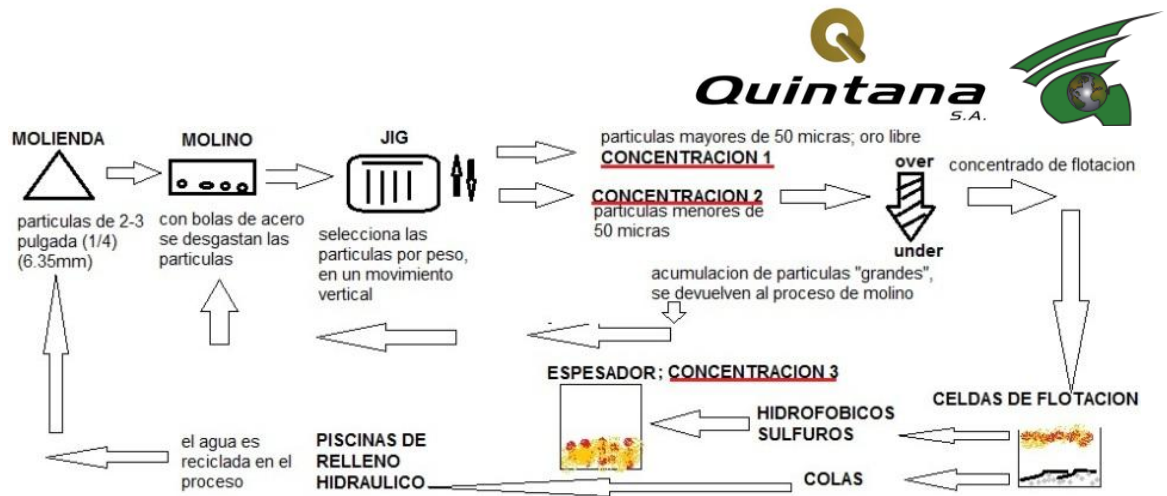 Quintana
S.A.
MOLIENDA
particulas de 2-3
pulgada (1/4)
(6.35mm)
MOLINO
con bolas de acero
se desgastan las
particulas
JIG
selecciona las
particulas por peso,
en un movimiento
vertical
particulas mayores de 50 micras; oro libre
CONCENTRACION 1
CONCENTRACION 2
particulas menores de
50 micras
over
under
concentrado de flotacion
acumulacion de particulas "grandes",
se devuelven al proceso de molino
ESPESADOR; CONCENTRACION 3
CELDAS DE FLOTACION
HIDROFOBICOS
SULFUROS
COLAS
PISCINAS DE
RELLENO
HIDRAULICO
el agua es
reciclada en el
proceso